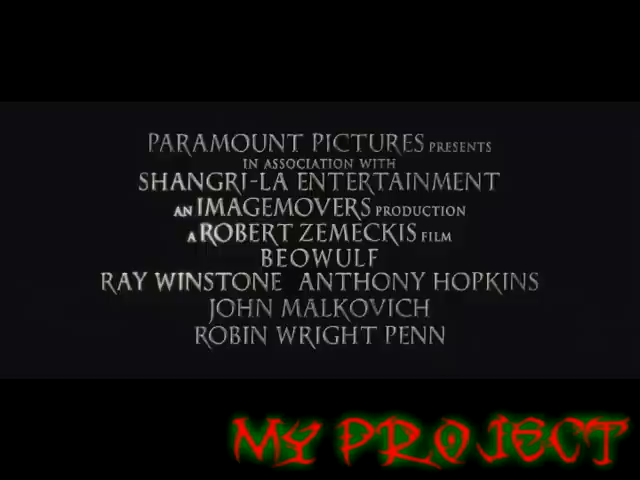 PARAMOUNT PICTURES PRESENTS
IN ASSOCIATION WITH
SHANGRI-LA ENTERTAINMENT
AN IMAGEMOVERS PRODUCTION
A ROBERT ZEMECKIS FILM
BEOWULF
RAY WINSTONE ANTHONY HOPKINS
JOHN MALKOVICH
ROBIN WRIGHT PENN
MY PROJECT